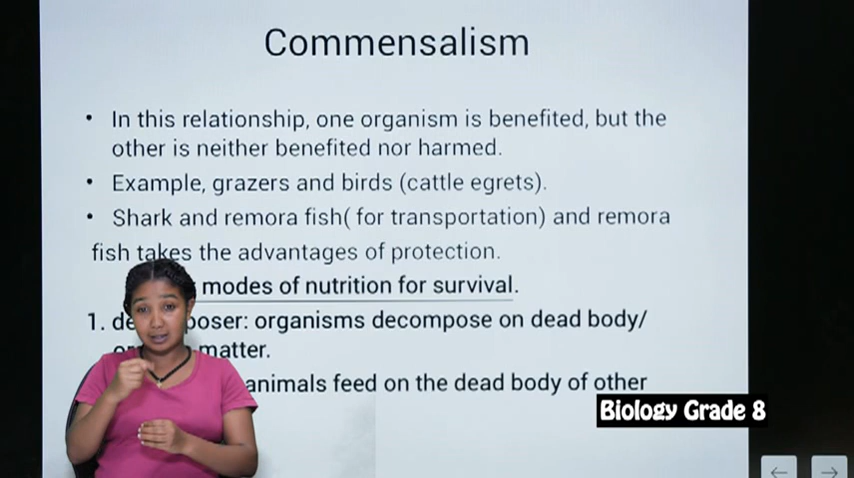 Commensalism
• In this relationship, one organism is benefited, but the
other is neither benefited nor harmed.
• Example, grazers and birds (cattle egrets).
• Shark and remora fish( for transportation) and remora
fish takes the advantages of protection.
modes of nutrition for survival.
1. poser: organisms decompose on dead body/
matter.
animals feed on the dead body of other
Biology Grade 8